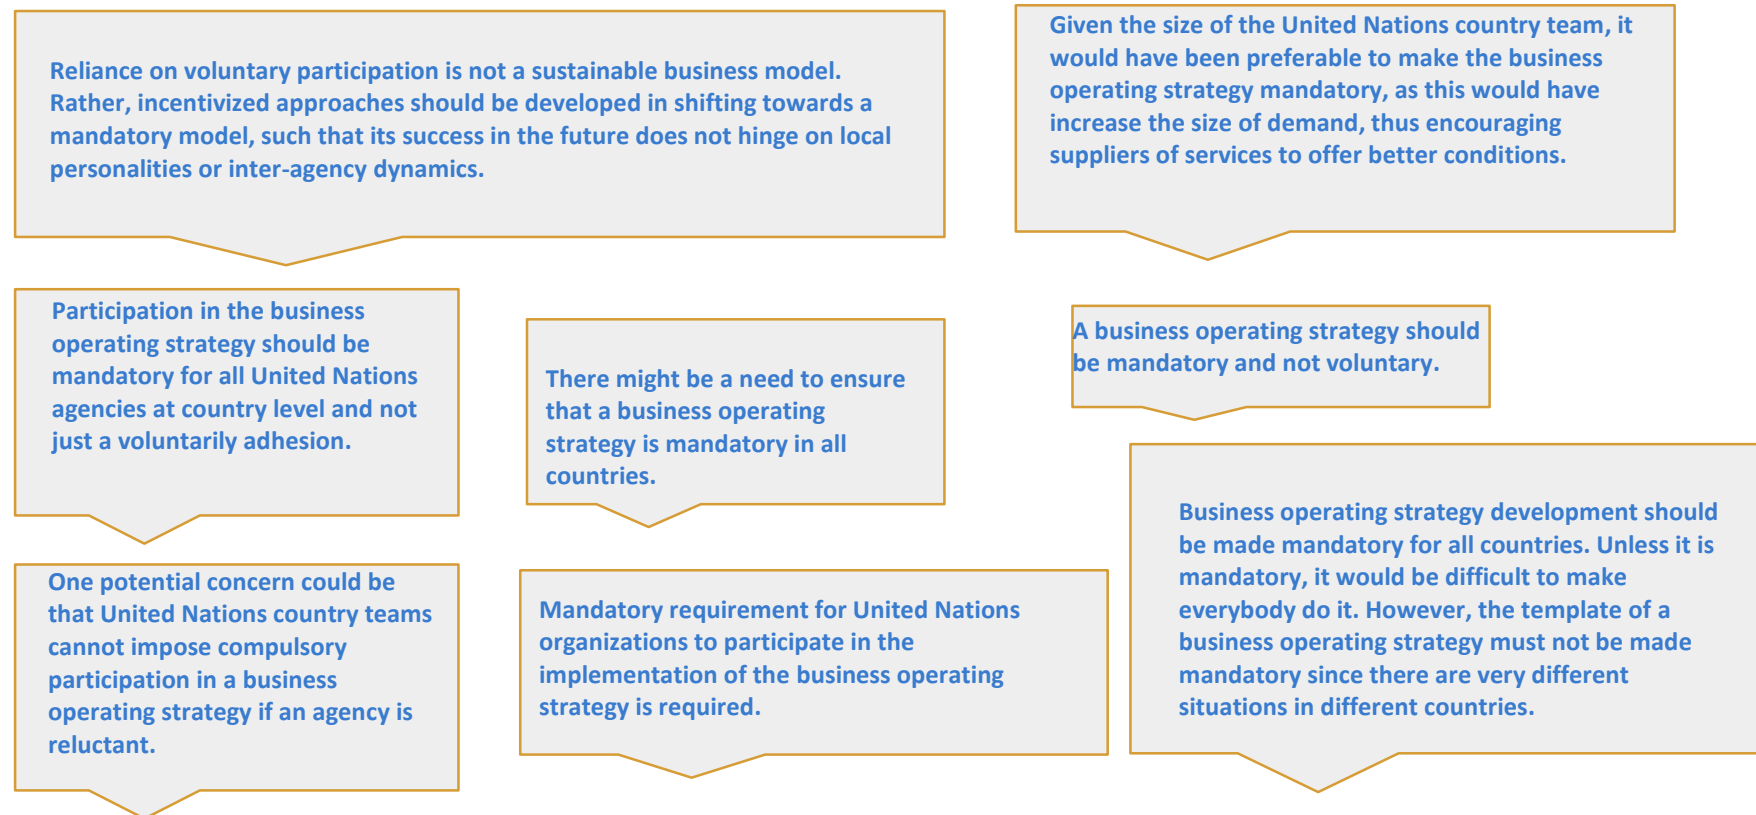 Reliance on voluntary participation is not a sustainable business model.
Rather, incentivized approaches should be developed in shifting towards a
mandatory model, such that its success in the future does not hinge on local
personalities or inter-agency dynamics.
Given the size of the United Nations country team, it
would have been preferable to make the business
operating strategy mandatory, as this would have
increase the size of demand, thus encouraging
suppliers of services to offer better conditions.
Participation in the business
operating strategy should be
mandatory for all United Nations
agencies at country level and not
just a voluntarily adhesion.
There might be a need to ensure
that a business operating
strategy is mandatory in all
countries.
A business operating strategy should
be mandatory and not voluntary.
One potential concern could be
that United Nations country teams
cannot impose compulsory
participation in a business
operating strategy if an agency is
reluctant.
Mandatory requirement for United Nations
organizations to participate in the
implementation of the business operating
strategy is required.
Business operating strategy development should
be made mandatory for all countries. Unless it is
mandatory, it would be difficult to make
everybody do it. However, the template of a
business operating strategy must not be made
mandatory since there are very different
situations in different countries.